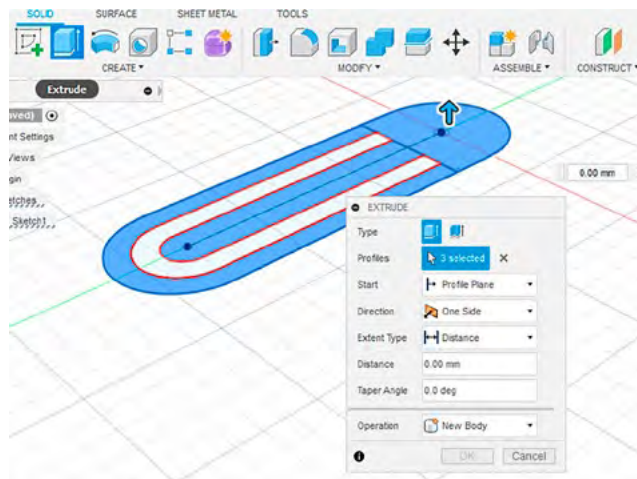 SOLID SURFACE SHEET METAL TOOLS
CREATE MODIFY ASSEMBLE CONSTRUCT
Extrude
ved)
nt Settings
Views
gin
etches
Sketch1
0.00 mm
EXTRUDE
Type
Profiles 3 selected
Start Profile Plane
Direction One Side
Extent Type Distance
Distance 0.00 mm
Taper Angle 0.0 deg
Operation New Body
OK Cancel